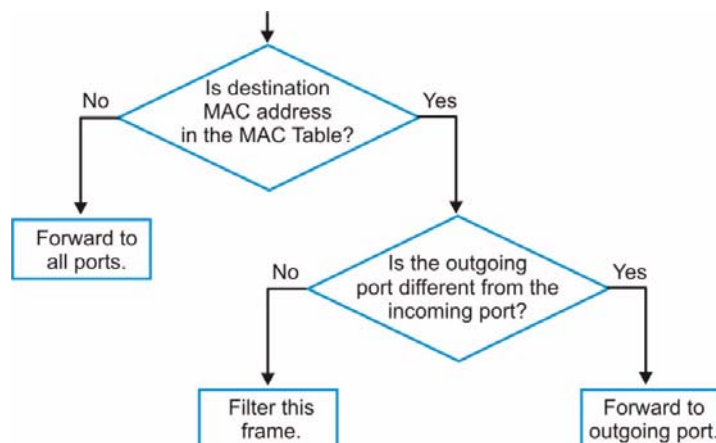 Is destination
MAC address
in the MAC Table?
No
Yes
Forward to
all ports.
Is the outgoing
port different from the
incoming port?
No
Yes
Filter this
frame.
Forward to
outgoing port.